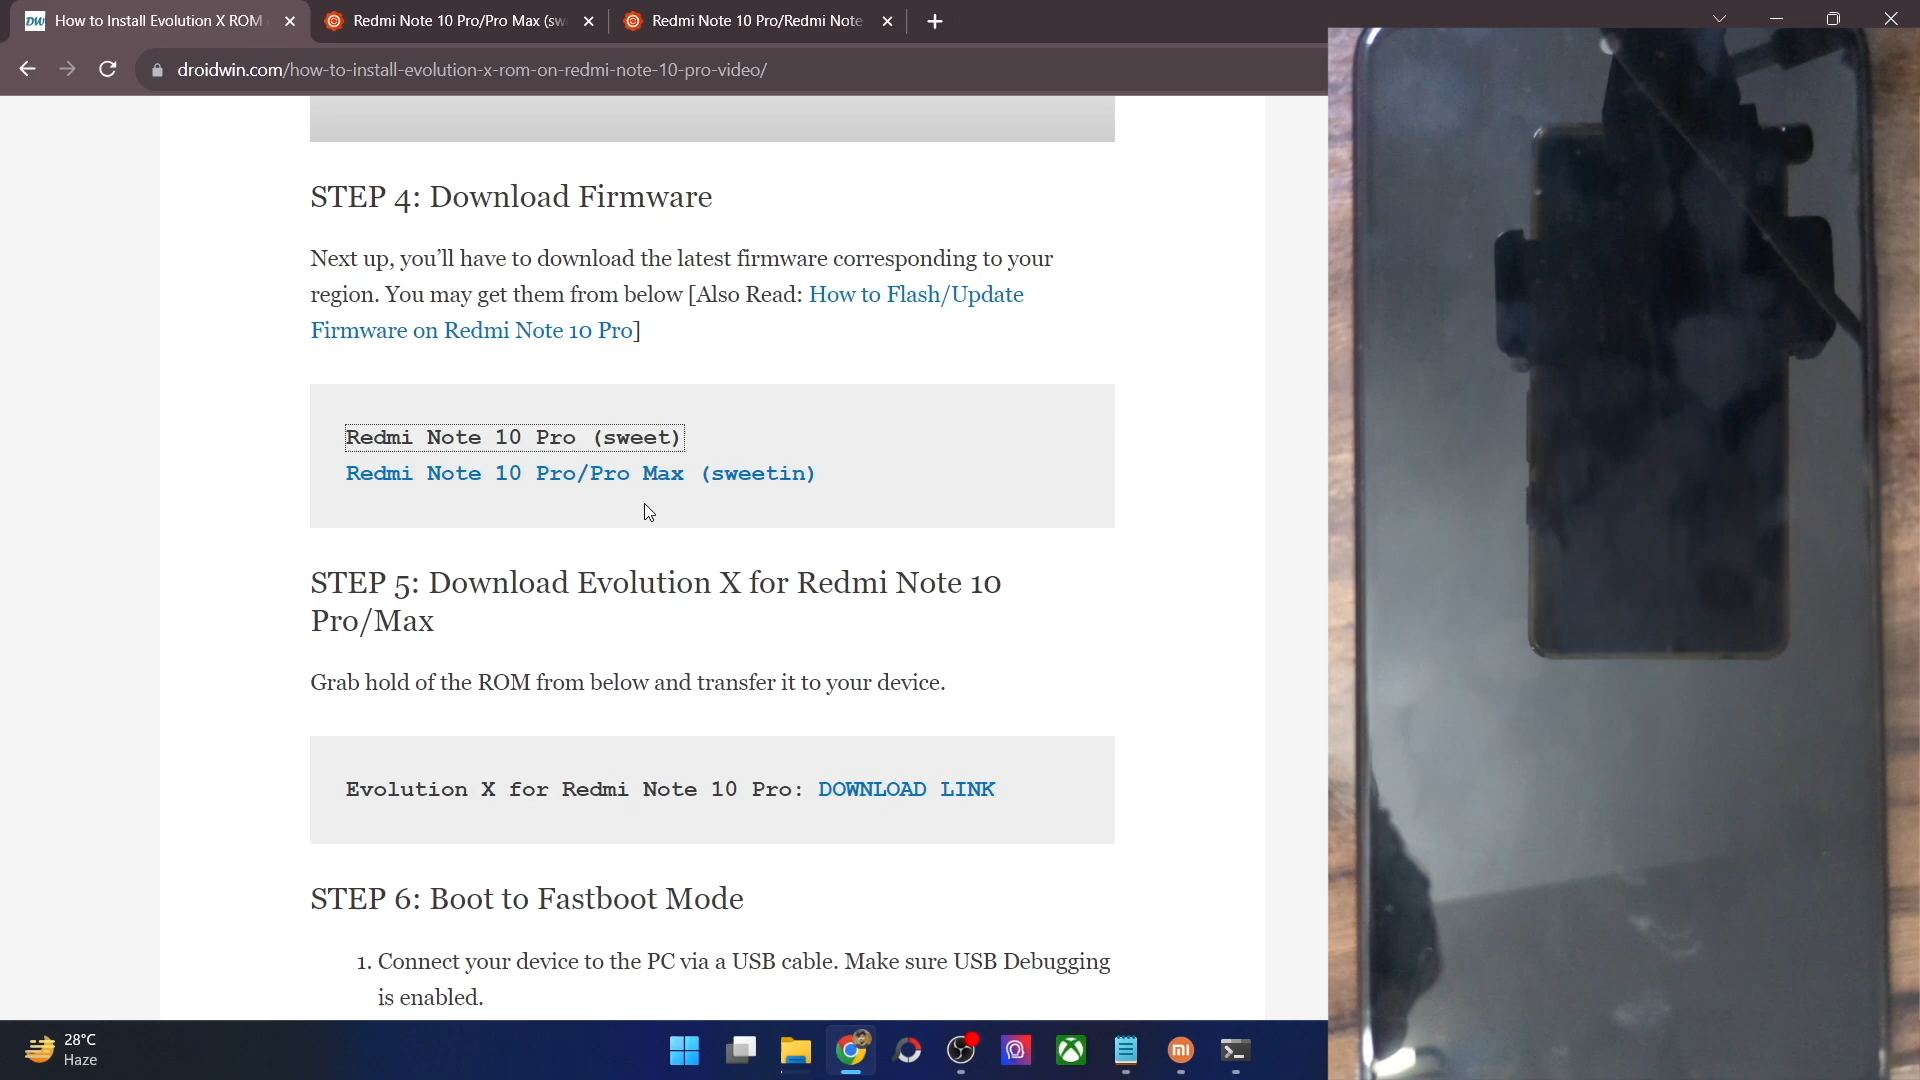 How to Install Evolution X ROM
Redmi Note 10 Pro/Pro Max (sw
Redmi Note 10 Pro/Redmi Note
droidwin.com/how-to-install-evolution-x-rom-on-redmi-note-10-pro-video/
STEP 4: Download Firmware
Next up, you’ll have to download the latest firmware corresponding to your
region. You may get them from below [Also Read: How to Flash/Update
Firmware on Redmi Note 10 Pro]
Redmi Note 10 Pro (sweet)
Redmi Note 10 Pro/Pro Max (sweetin)
STEP 5: Download Evolution X for Redmi Note 10
Pro/Max
Grab hold of the ROM from below and transfer it to your device.
Evolution X for Redmi Note 10 Pro: DOWNLOAD LINK
STEP 6: Boot to Fastboot Mode
1. Connect your device to the PC via a USB cable. Make sure USB Debugging
is enabled.
28°C
Haze